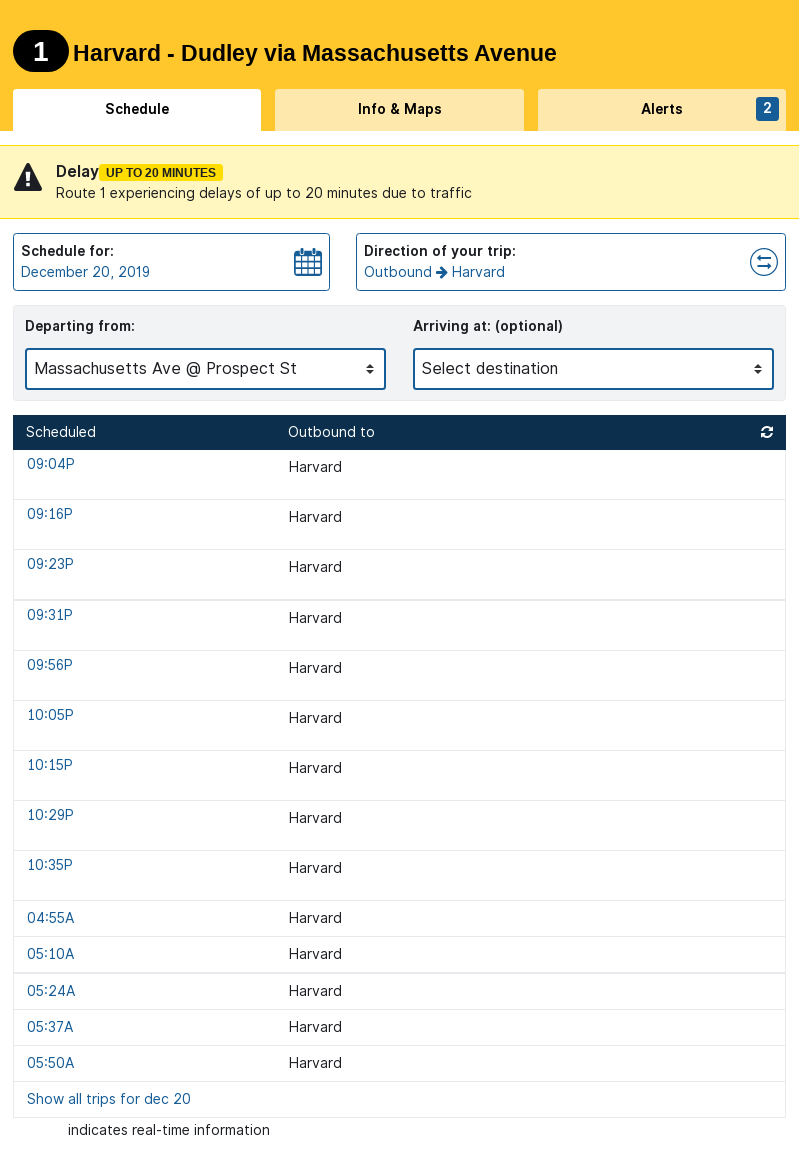 1 Harvard - Dudley via Massachusetts Avenue
Schedule Info & Maps Alerts 2
Delay UP TO 20 MINUTES
Route 1 experiencing delays of up to 20 minutes due to traffic
Schedule for:
December 20, 2019
Direction of your trip:
Outbound Harvard
Departing from:
Massachusetts Ave @ Prospect St
Arriving at: (optional)
Select destination
Scheduled Outbound to
09:04P Harvard
09:16P Harvard
09:23P Harvard
09:31P Harvard
09:56P Harvard
10:05P Harvard
10:15P Harvard
10:29P Harvard
10:35P Harvard
04:55A Harvard
05:10A Harvard
05:24A Harvard
05:37A Harvard
05:50A Harvard
Show all trips for dec 20
indicates real-time information